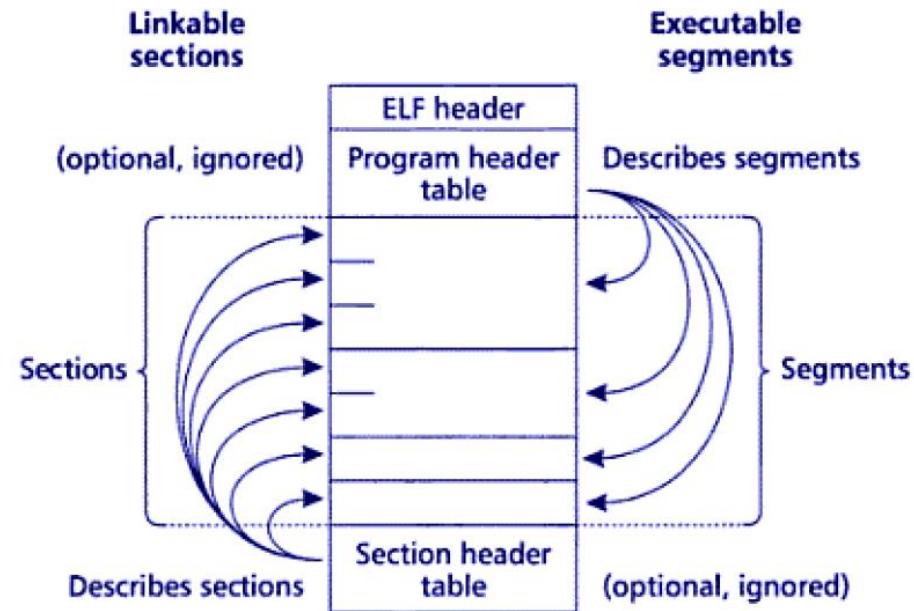 Linkable
sections
Executable
segments
ELF header
(optional, ignored)
Program header
table
Describes segments
Sections
Segments
Describes sections
Section header
table
(optional, ignored)